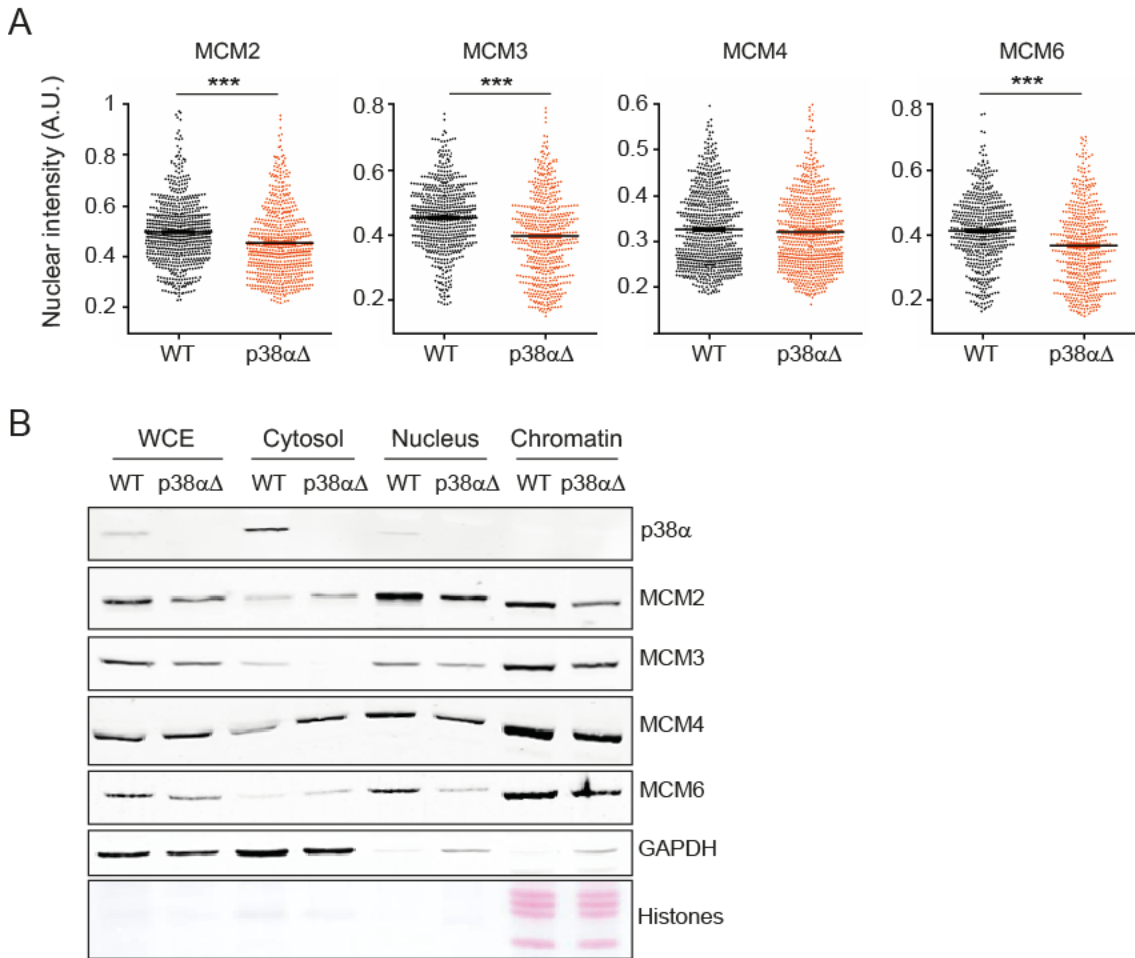 A
MCM2 MCM3 MCM4 MCM6
*** *** ***
Nuclear intensity (A.U.)
1 0.8 0.6 0.8
0.8 0.5
0.6 0.6 0.4 0.6
0.4 0.4 0.3 0.4
0.2 0.2 0.2 0.2
WT p38αΔ WT p38αΔ WT p38αΔ WT p38αΔ
B
WCE Cytosol Nucleus Chromatin
WT p38αΔ WT p38αΔ WT p38αΔ WT p38αΔ
p38α
MCM2
MCM3
MCM4
MCM6
GAPDH
Histones